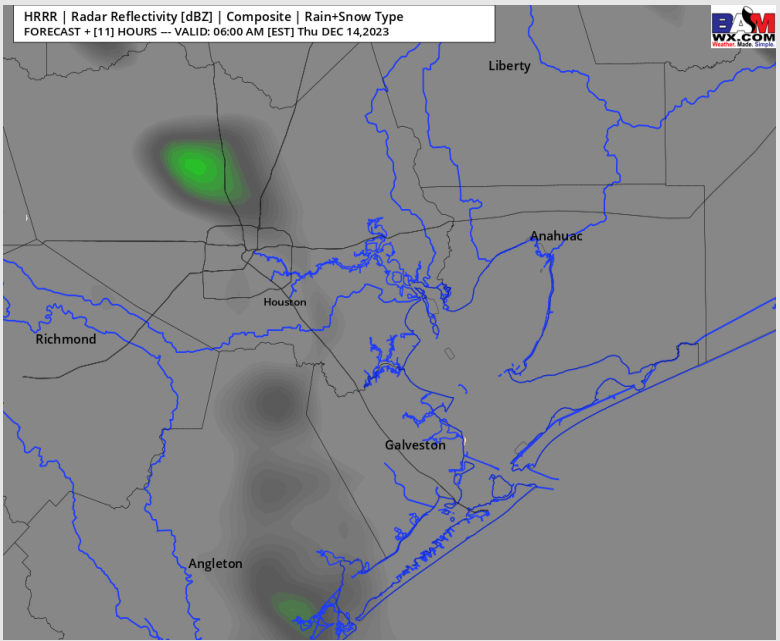 HRRR | Radar Reflectivity [dBZ] | Composite | Rain+Snow Type
FORECAST + [11] HOURS --- VALID: 06:00 AM [EST] Thu DEC 14,2023
BAM
WX.COM
Weather. Made. Simple.
Liberty
Anahuac
Houston
Richmond
Galveston
Angleton